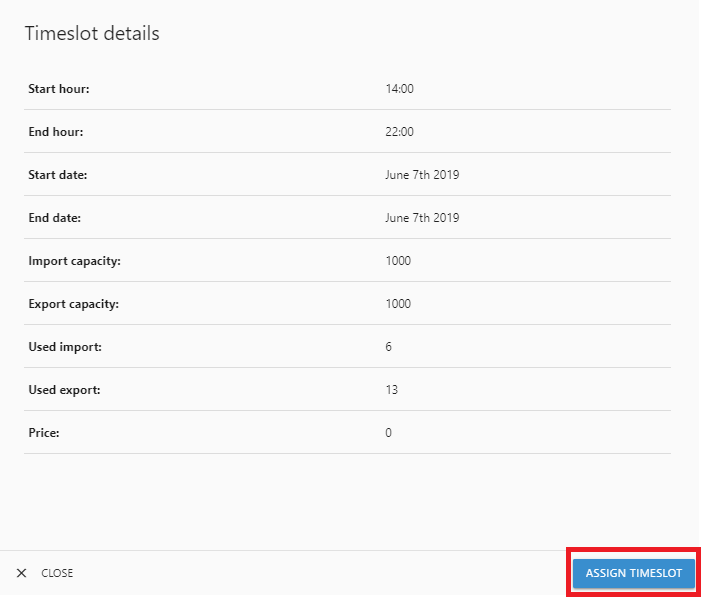 Timeslot details
Start hour: 14:00
End hour: 22:00
Start date: June 7th 2019
End date: June 7th 2019
Import capacity: 1000
Export capacity: 1000
Used import: 6
Used export: 13
Price: 0
CLOSE ASSIGN TIMESLOT